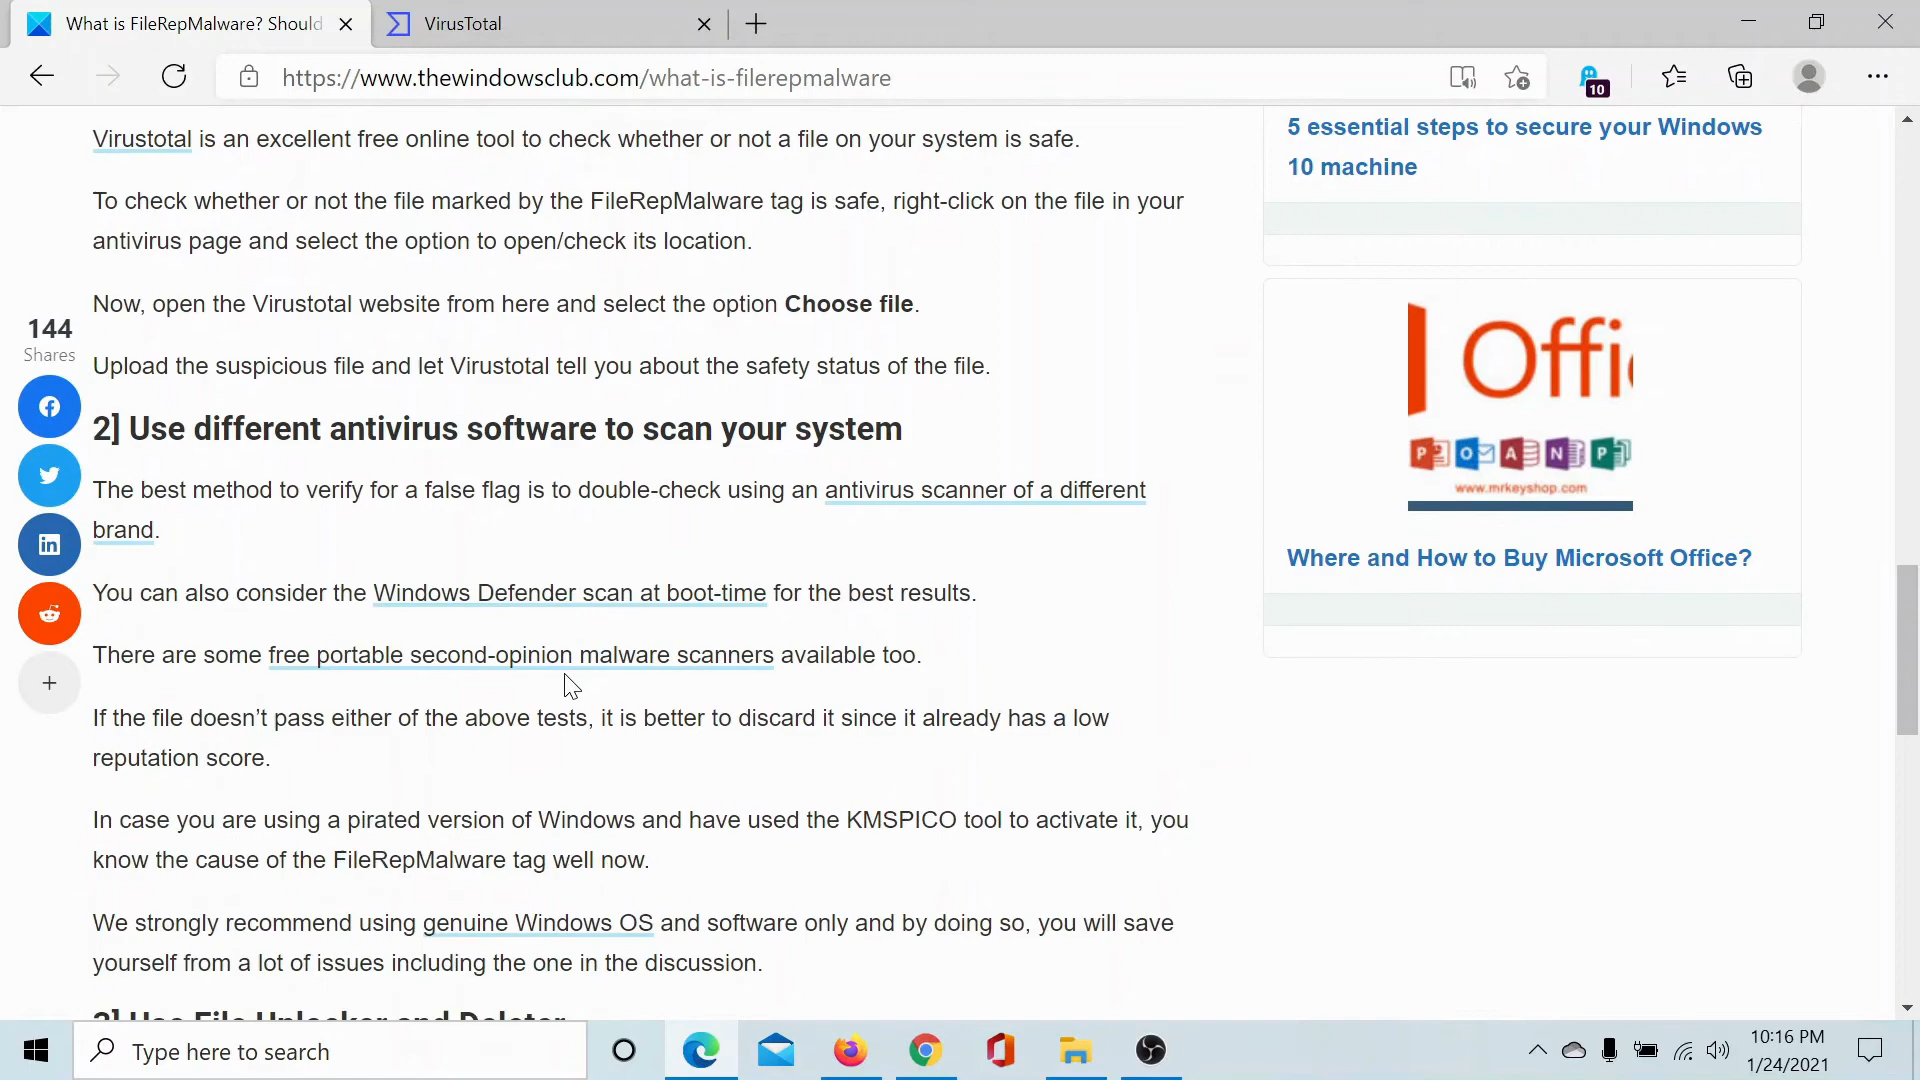 What is FileRepMalware? Should
VirusTotal
https://www.thewindowsclub.com/what-is-filerepmalware
10
Virustotal is an excellent free online tool to check whether or not a file on your system is safe.
To check whether or not the file marked by the FileRepMalware tag is safe, right-click on the file in your
antivirus page and select the option to open/check its location.
Now, open the Virustotal website from here and select the option Choose file.
Upload the suspicious file and let Virustotal tell you about the safety status of the file.
144
Shares
2] Use different antivirus software to scan your system
The best method to verify for a false flag is to double-check using an antivirus scanner of a different
brand.
You can also consider the Windows Defender scan at boot-time for the best results.
There are some free portable second-opinion malware scanners available too.
If the file doesn’t pass either of the above tests, it is better to discard it since it already has a low
reputation score.
In case you are using a pirated version of Windows and have used the KMSPICO tool to activate it, you
know the cause of the FileRepMalware tag well now.
We strongly recommend using genuine Windows OS and software only and by doing so, you will save
yourself from a lot of issues including the one in the discussion.
3] Use File Unlocker and Deleter
5 essential steps to secure your Windows
10 machine
Offi
P O A N P
www.mrkeyshop.com
Where and How to Buy Microsoft Office?
Type here to search
10:16 PM
1/24/2021